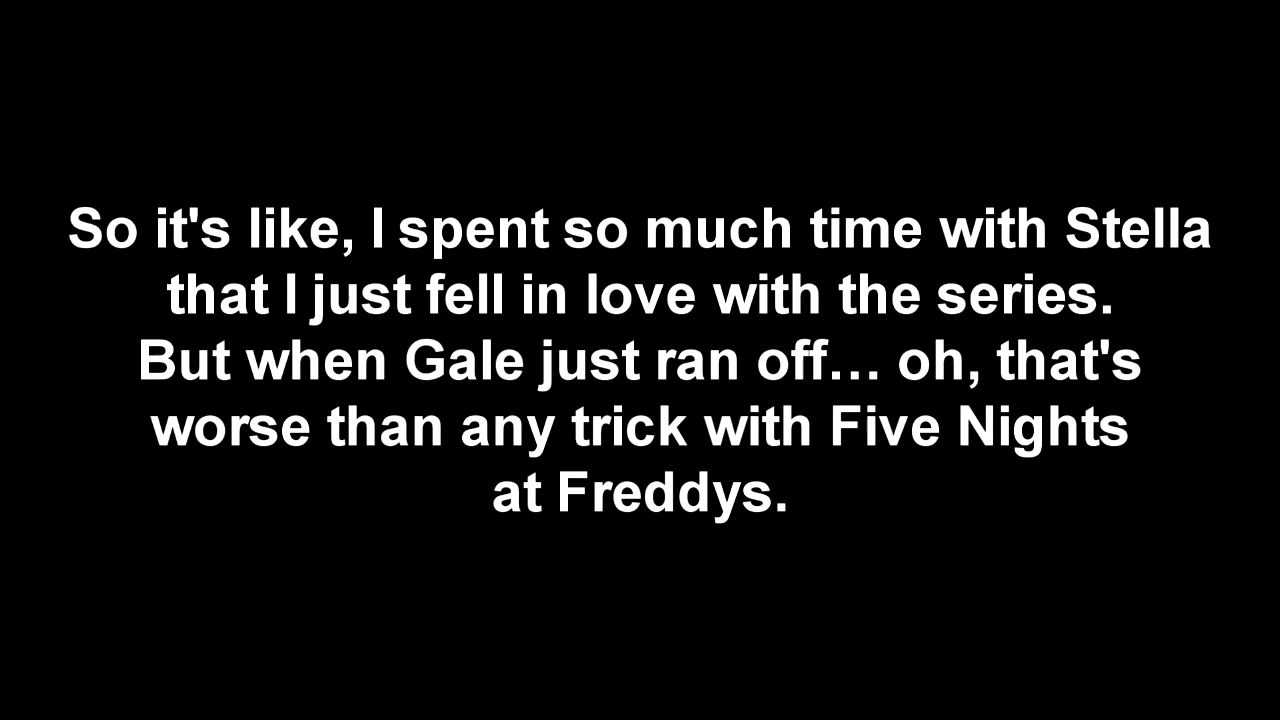 So it's like, I spent so much time with Stella
that I just fell in love with the series.
But when Gale just ran off… oh, that's
worse than any trick with Five Nights
at Freddys.